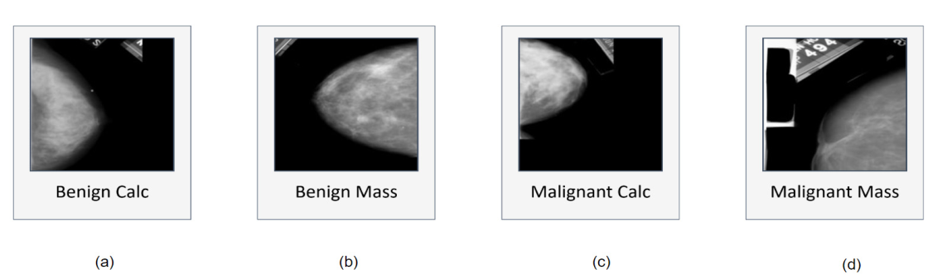 494
Benign Calc
Benign Mass
Malignant Calc
Malignant Mass
(a)
(b)
(c)
(d)